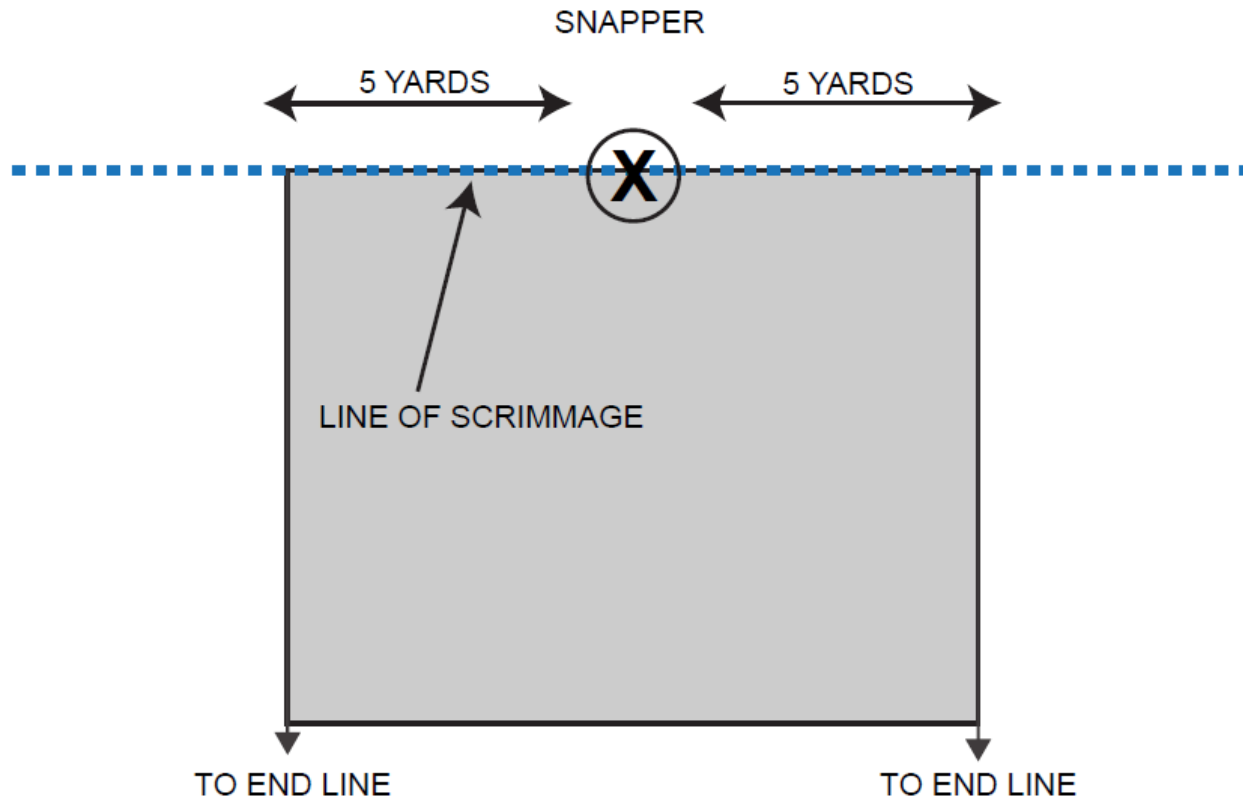 SNAPPER
5 YARDS
5 YARDS
X
LINE OF SCRIMMAGE
TO END LINE
TO END LINE